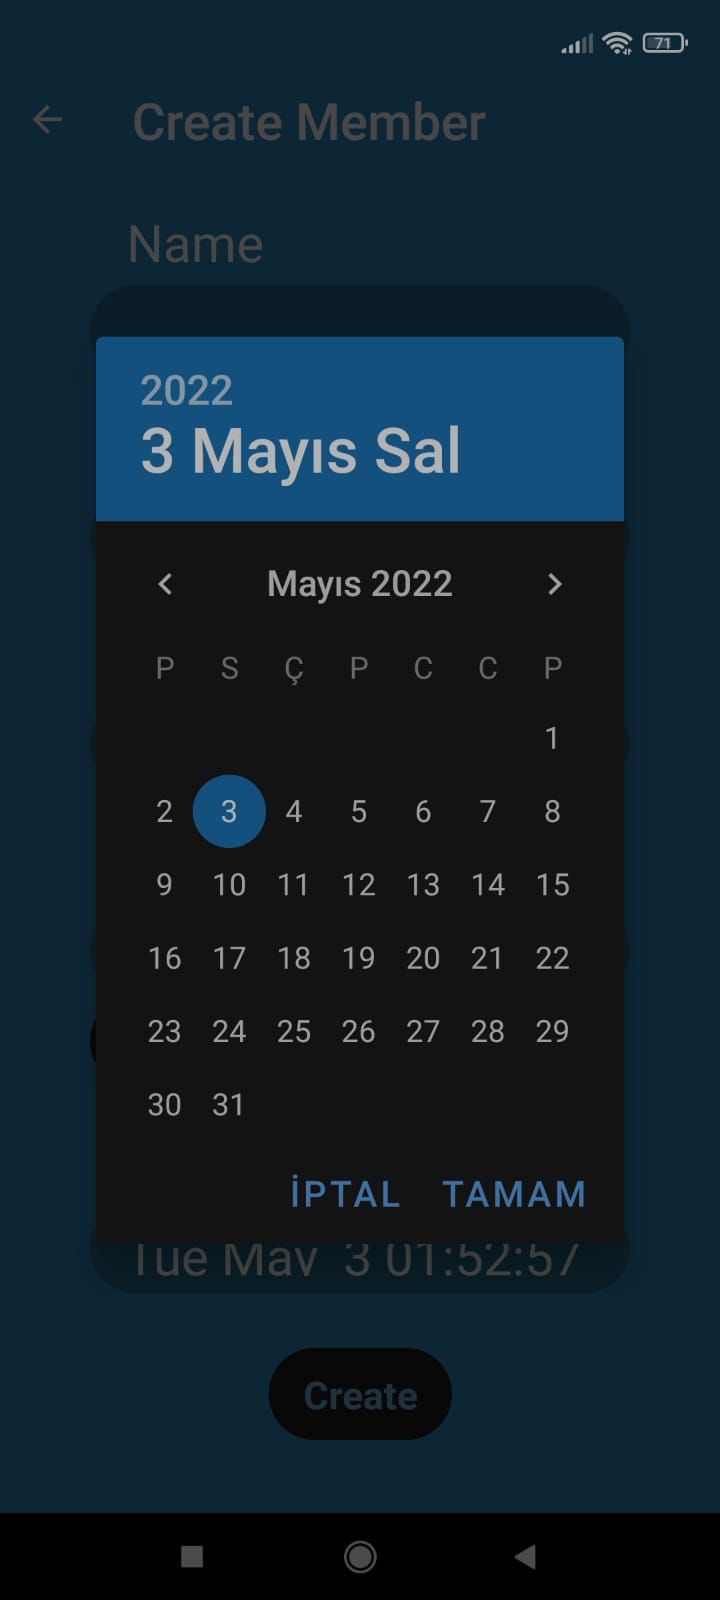 71
Create Member
Name
2022
3 Mayıs Sal
Mayıs 2022
P S Ç P C C P
1
2 3 4 5 6 7 8
9 10 11 12 13 14 15
16 17 18 19 20 21 22
23 24 25 26 27 28 29
30 31
İPTAL TAMAM
Tue May 3 01:52:57
Create